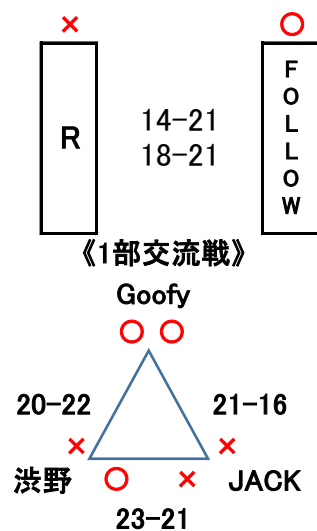 × ○
R
14-21
18-21
FOLLOW
《1部交流戦》
Goofy
○ ○
20-22
21-16
× ×
渋野
○ ×
JACK
23-21